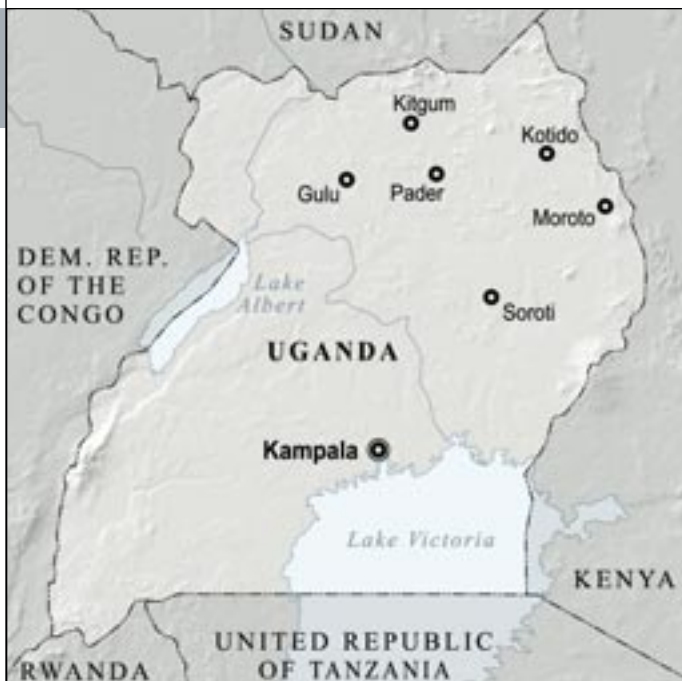 SUDAN
Kitgum
Kotido
Gulu
Pader
Moroto
DEM. REP.
OF THE
CONGO
Lake
Albert
Soroti
UGANDA
Kampala
Lake Victoria
KENYA
UNITED REPUBLIC
OF TANZANIA
RWANDA